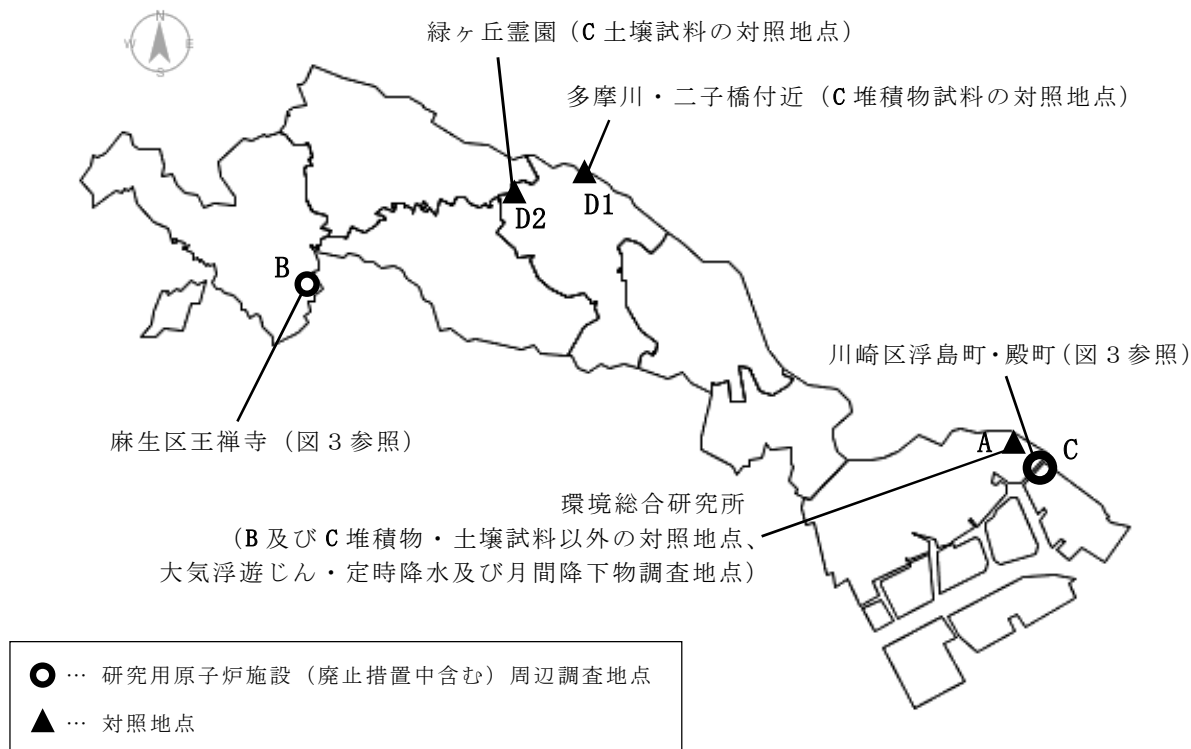 N
W E
S
緑ヶ丘霊園（C 土壌試料の対照地点）
多摩川・二子橋付近（C 堆積物試料の対照地点）
D2
D1
B
川崎区浮島町・殿町（図３参照）
麻生区王禅寺（図３参照）
A
C
環境総合研究所
（B 及び C 堆積物・土壌試料以外の対照地点、
大気浮遊じん・定時降水及び月間降下物調査地点）
… 研究用原子炉施設（廃止措置中含む）周辺調査地点
… 対照地点